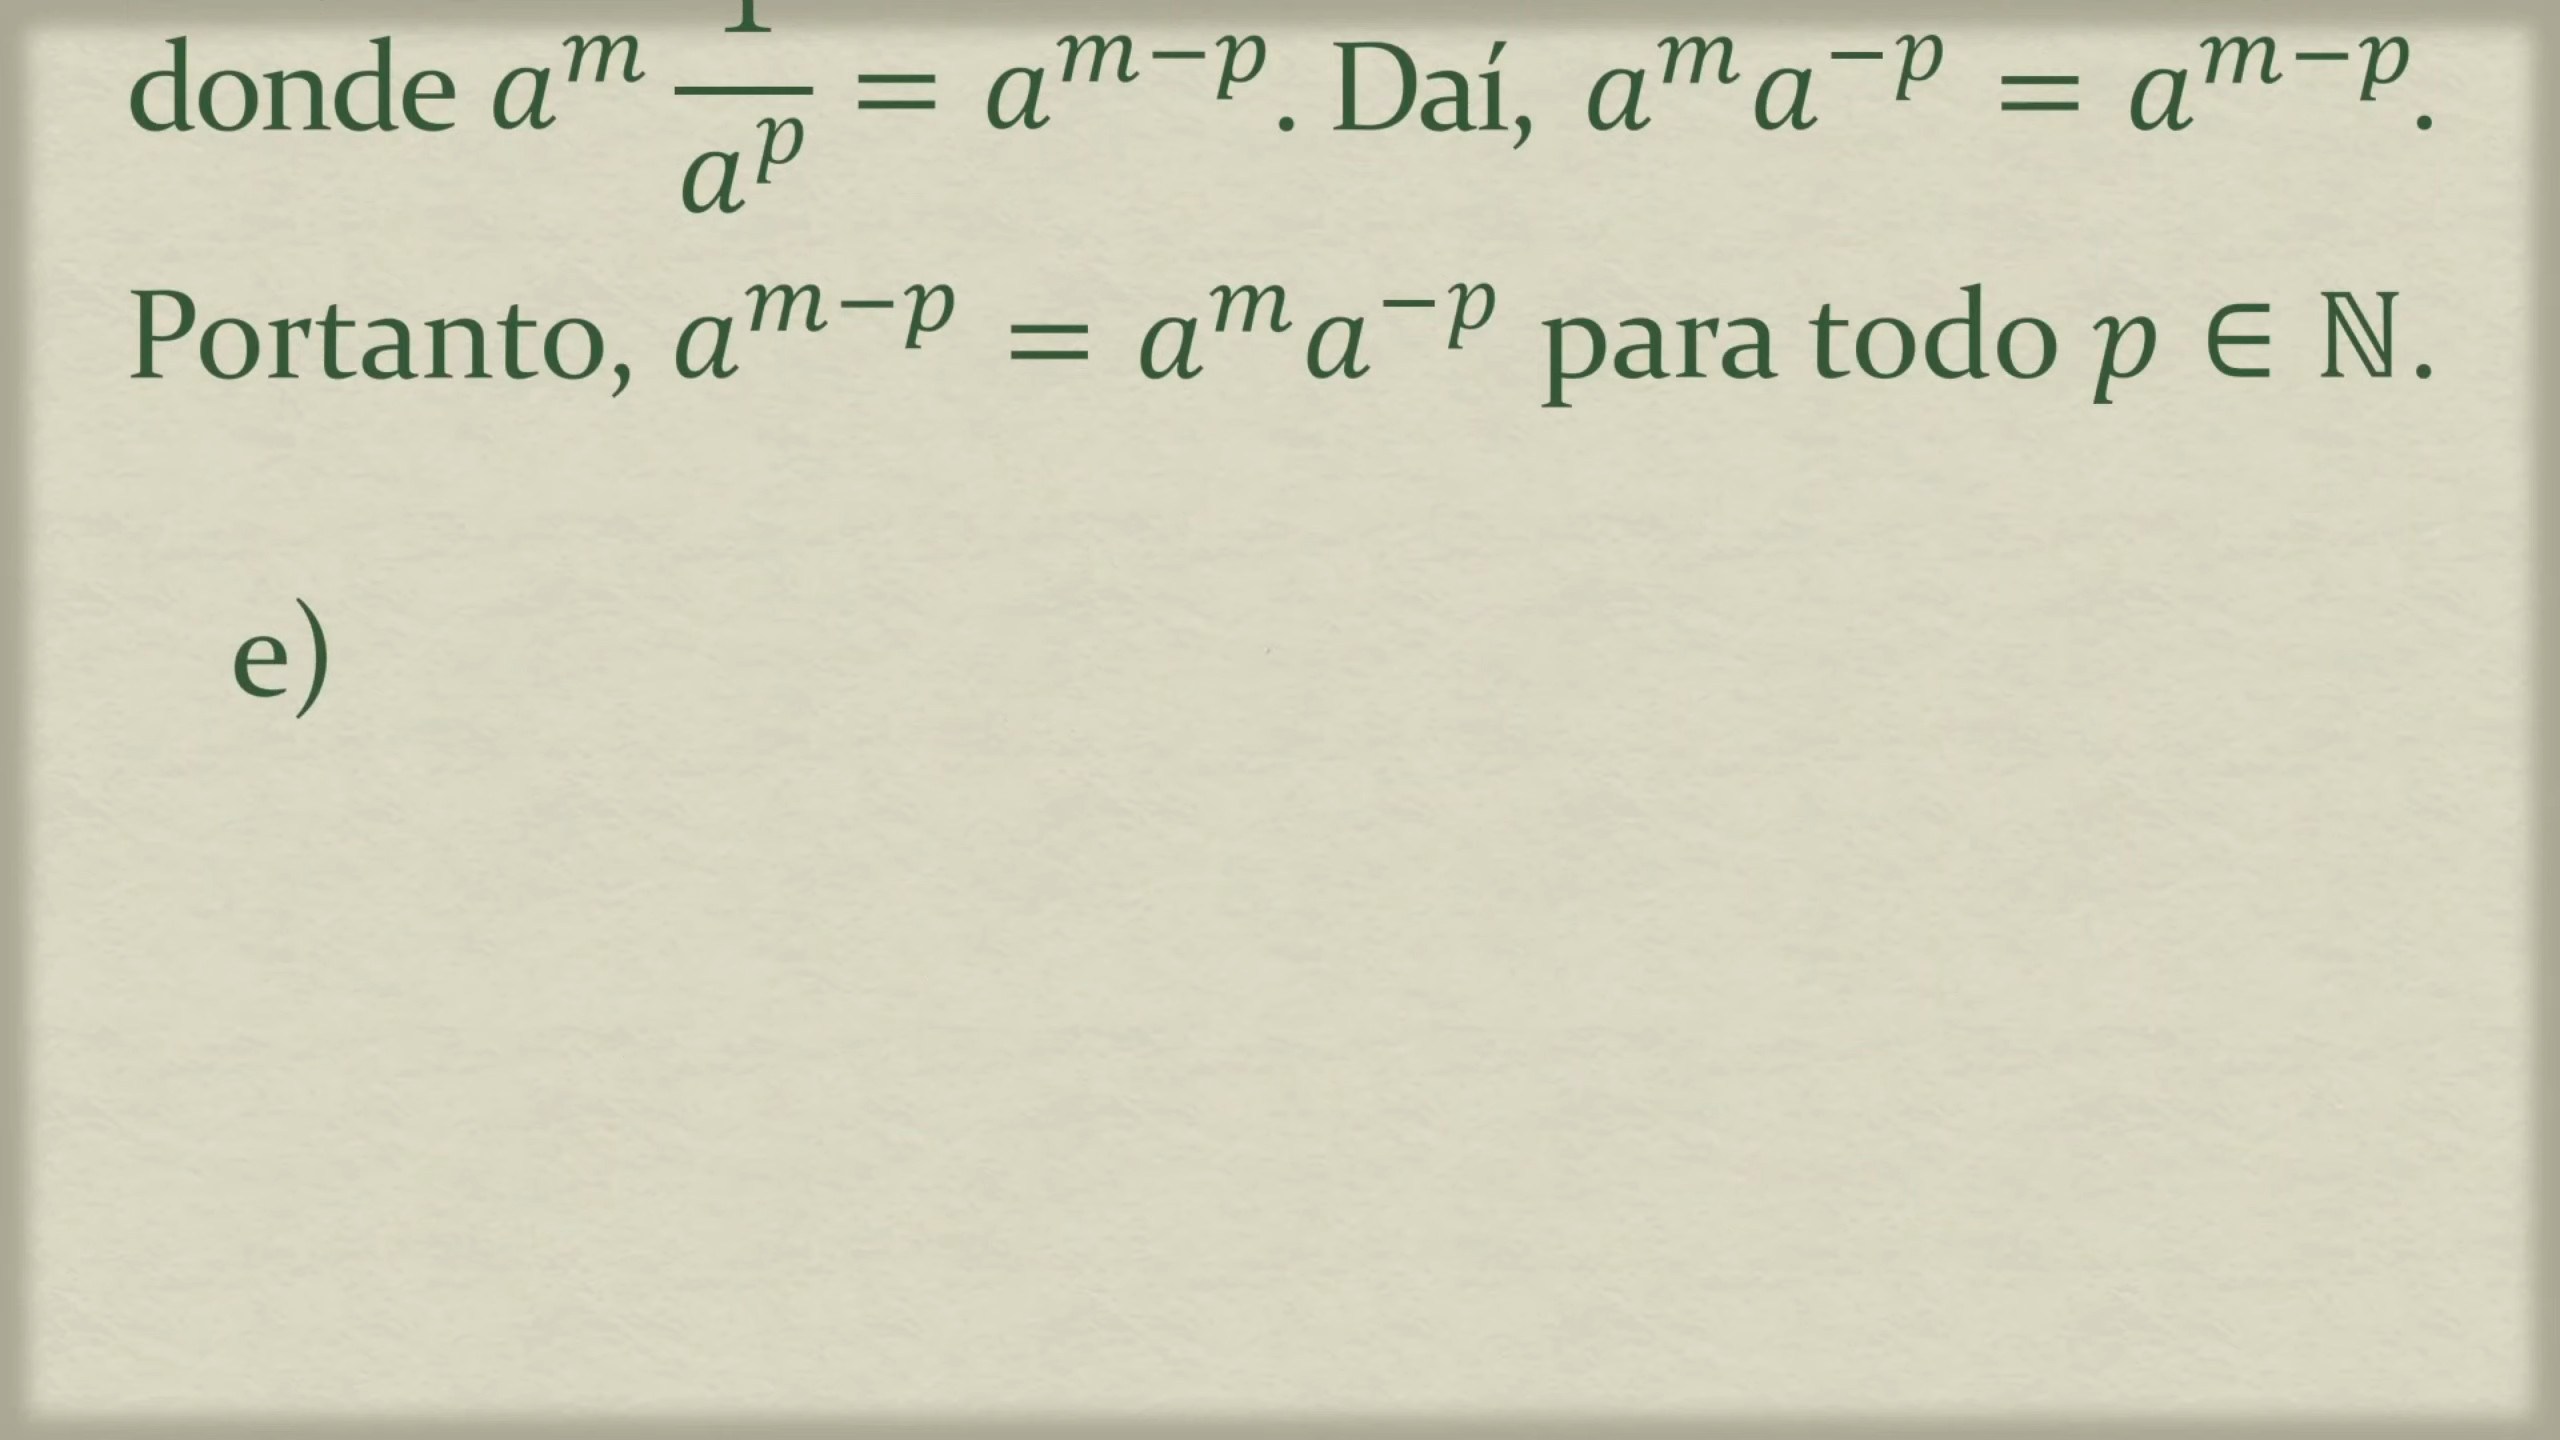 donde a^m 1/a^p = a^{m−p}. Daí, a^m a^{−p} = a^{m−p}.
Portanto, a^{m−p} = a^m a^{−p} para todo p ∈ ℕ.
e)